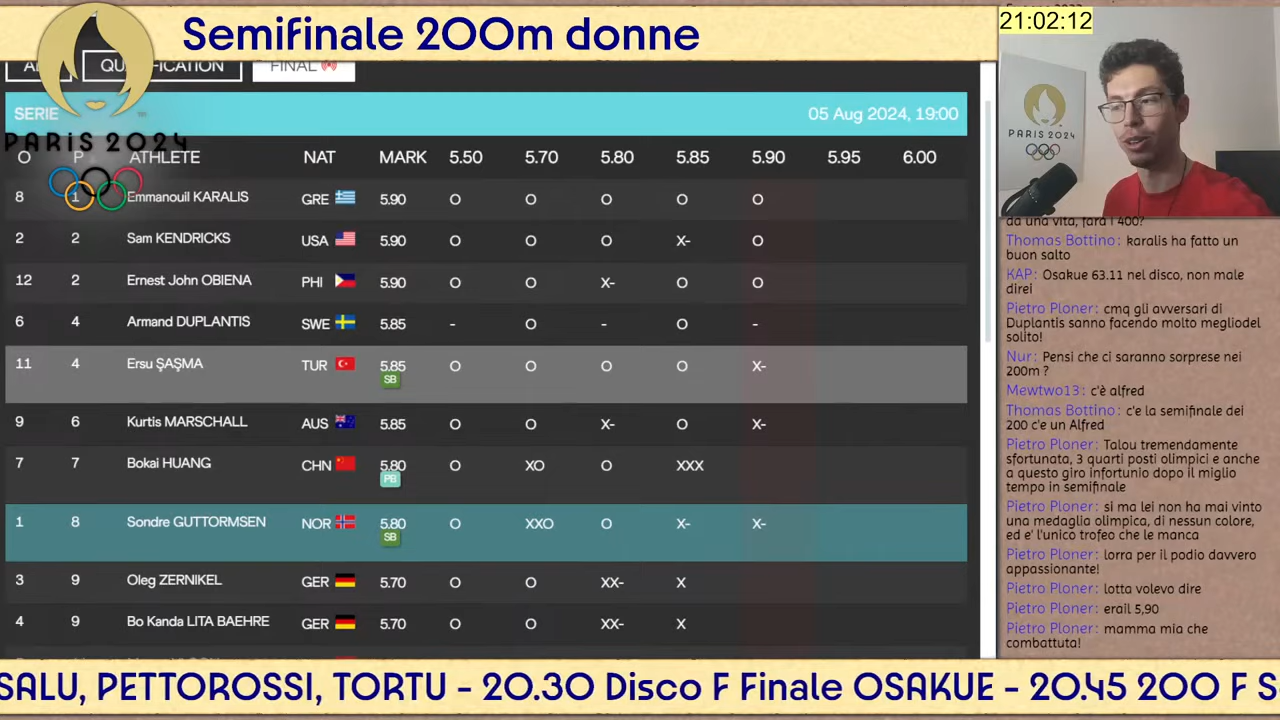 Semifinale 200m donne
21:02:12
QU FICATION FINAL
SERIE 05 Aug 2024, 19:00
PARIS 2024
O P ATHLETE NAT MARK 5.50 5.70 5.80 5.85 5.90 5.95 6.00
8 1 Emmanouil KARALIS GRE 5.90 O O O O O
2 2 Sam KENDRICKS USA 5.90 O O O X- O
12 2 Ernest John OBIENA PHI 5.90 O O X- O O
6 4 Armand DUPLANTIS SWE 5.85 - O - O -
11 4 Ersu ŞAŞMA TUR 5.85 O O O O X-
SB
9 6 Kurtis MARSCHALL AUS 5.85 O O X- O X-
7 7 Bokai HUANG CHN 5.80 O XO O XXX
PB
1 8 Sondre GUTTORMSEN NOR 5.80 O XXO O X- X-
SB
3 9 Oleg ZERNIKEL GER 5.70 O O XX- X
4 9 Bo Kanda LITA BAEHRE GER 5.70 O O XX- X
PARIS 2024
da una vita, farà i 400?
Thomas Bottino: karalis ha fatto un
buon salto
KAP: Osakue 63.11 nel disco, non male
direi
Pietro Ploner: cmq gli avversari di
Duplantis sanno facendo molto megliodel
solito!
Nur: Pensi che ci saranno sorprese nei
200m ?
Mewtwo13: c'è alfred
Thomas Bottino: c'e la semifinale dei
200 c'e un Alfred
Pietro Ploner: Talou tremendamente
sfortunata, 3 quarti posti olimpici e anche
a questo giro infortunio dopo il miglio
tempo in semifinale
Pietro Ploner: si ma lei non ha mai vinto
una medaglia olimpica, di nessun colore,
ed e' l'unico trofeo che le manca
Pietro Ploner: lorra per il podio davvero
appassionante!
Pietro Ploner: lotta volevo dire
Pietro Ploner: erail 5,90
Pietro Ploner: mamma mia che
combattuta!
SALU, PETTOROSSI, TORTU - 20.30 Disco F Finale OSAKUE - 20.45 200 F S